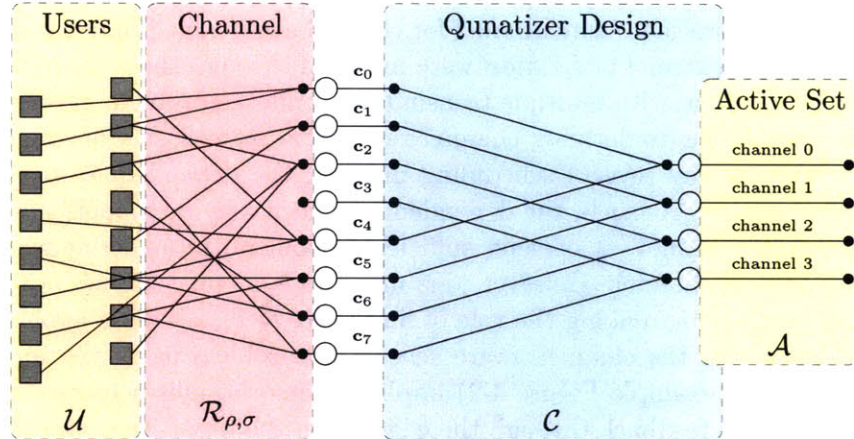 Users
Channel
Qunatizer Design
Active Set
c₀
c₁
c₂
c₃
c₄
c₅
c₆
c₇
channel 0
channel 1
channel 2
channel 3
𝒰
ℛρ,σ
𝒞
𝒜